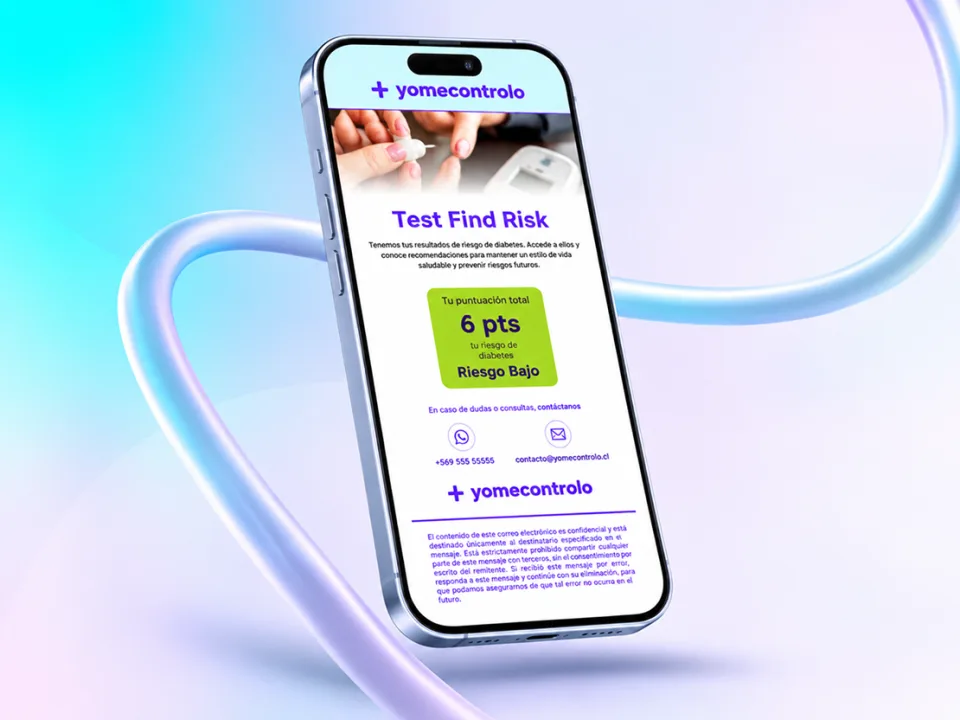 + yomecontrolo
Test Find Risk
Tenemos tus resultados de riesgo de diabetes. Accede a ellos y
conoce recomendaciones para mantener un estilo de vida
saludable y prevenir riesgos futuros.
Tu puntuación total
6 pts
tu riesgo de
diabetes
Riesgo Bajo
En caso de dudas o consultas, contáctanos
+569 555 55555
contacto@yomecontrolo.cl
+ yomecontrolo
El contenido de este correo electrónico es confidencial y está
destinado únicamente al destinatario especificado en el
mensaje. Está estrictamente prohibido compartir cualquier
parte de este mensaje con terceros, sin el consentimiento por
escrito del remitente. Si recibió este mensaje por error,
responda a este mensaje y continúe con su eliminación, para
que podamos asegurarnos de que tal error no ocurra en el
futuro.